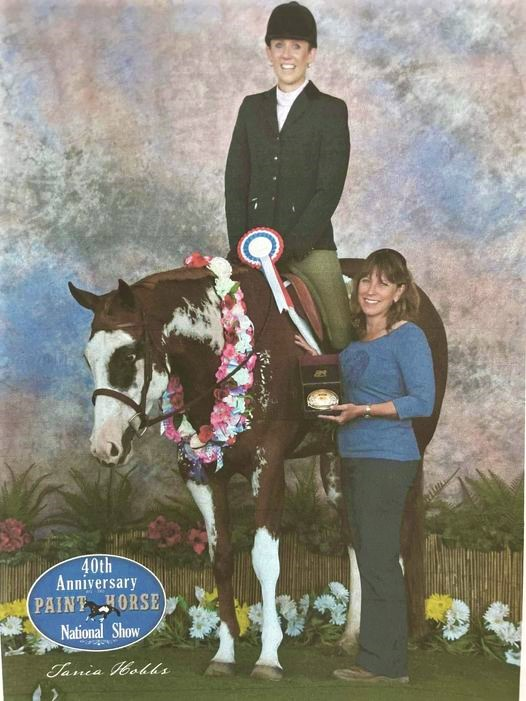 40th
Anniversary
PAINT HORSE
National Show
Tania Hobbs